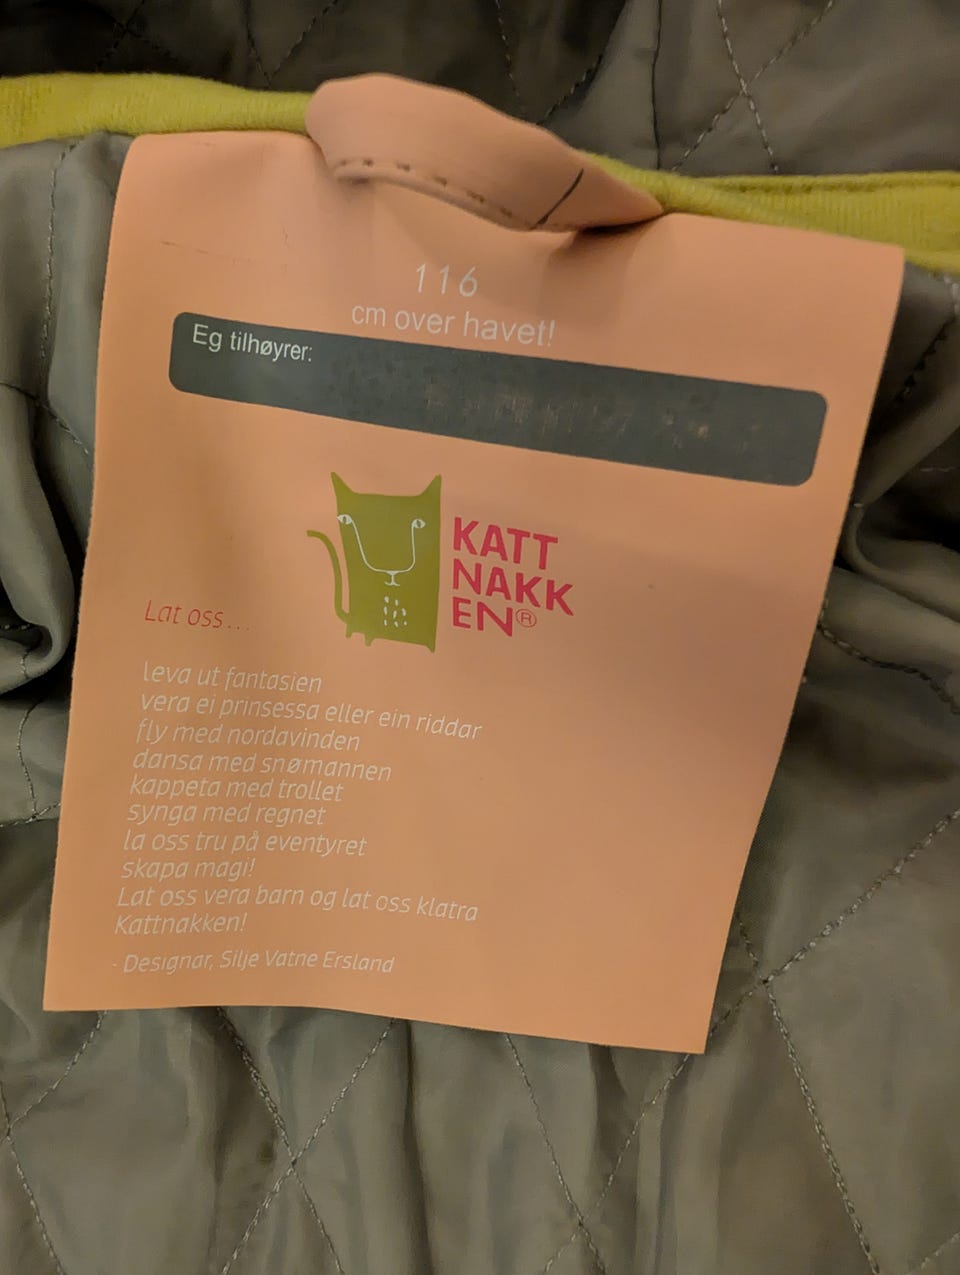 116
cm over havet!
Eg tilhøyrer:
KATT
NAKK
EN®
Lat oss...
leva ut fantasien
vera ei prinsessa eller ein riddar
fly med nordavinden
dansa med snømannen
kappeta med trollet
synga med regnet
la oss tru på eventyret
skapa magi!
Lat oss vera barn og lat oss klatra
Kattnakken!
- Designar, Silje Vatne Ersland